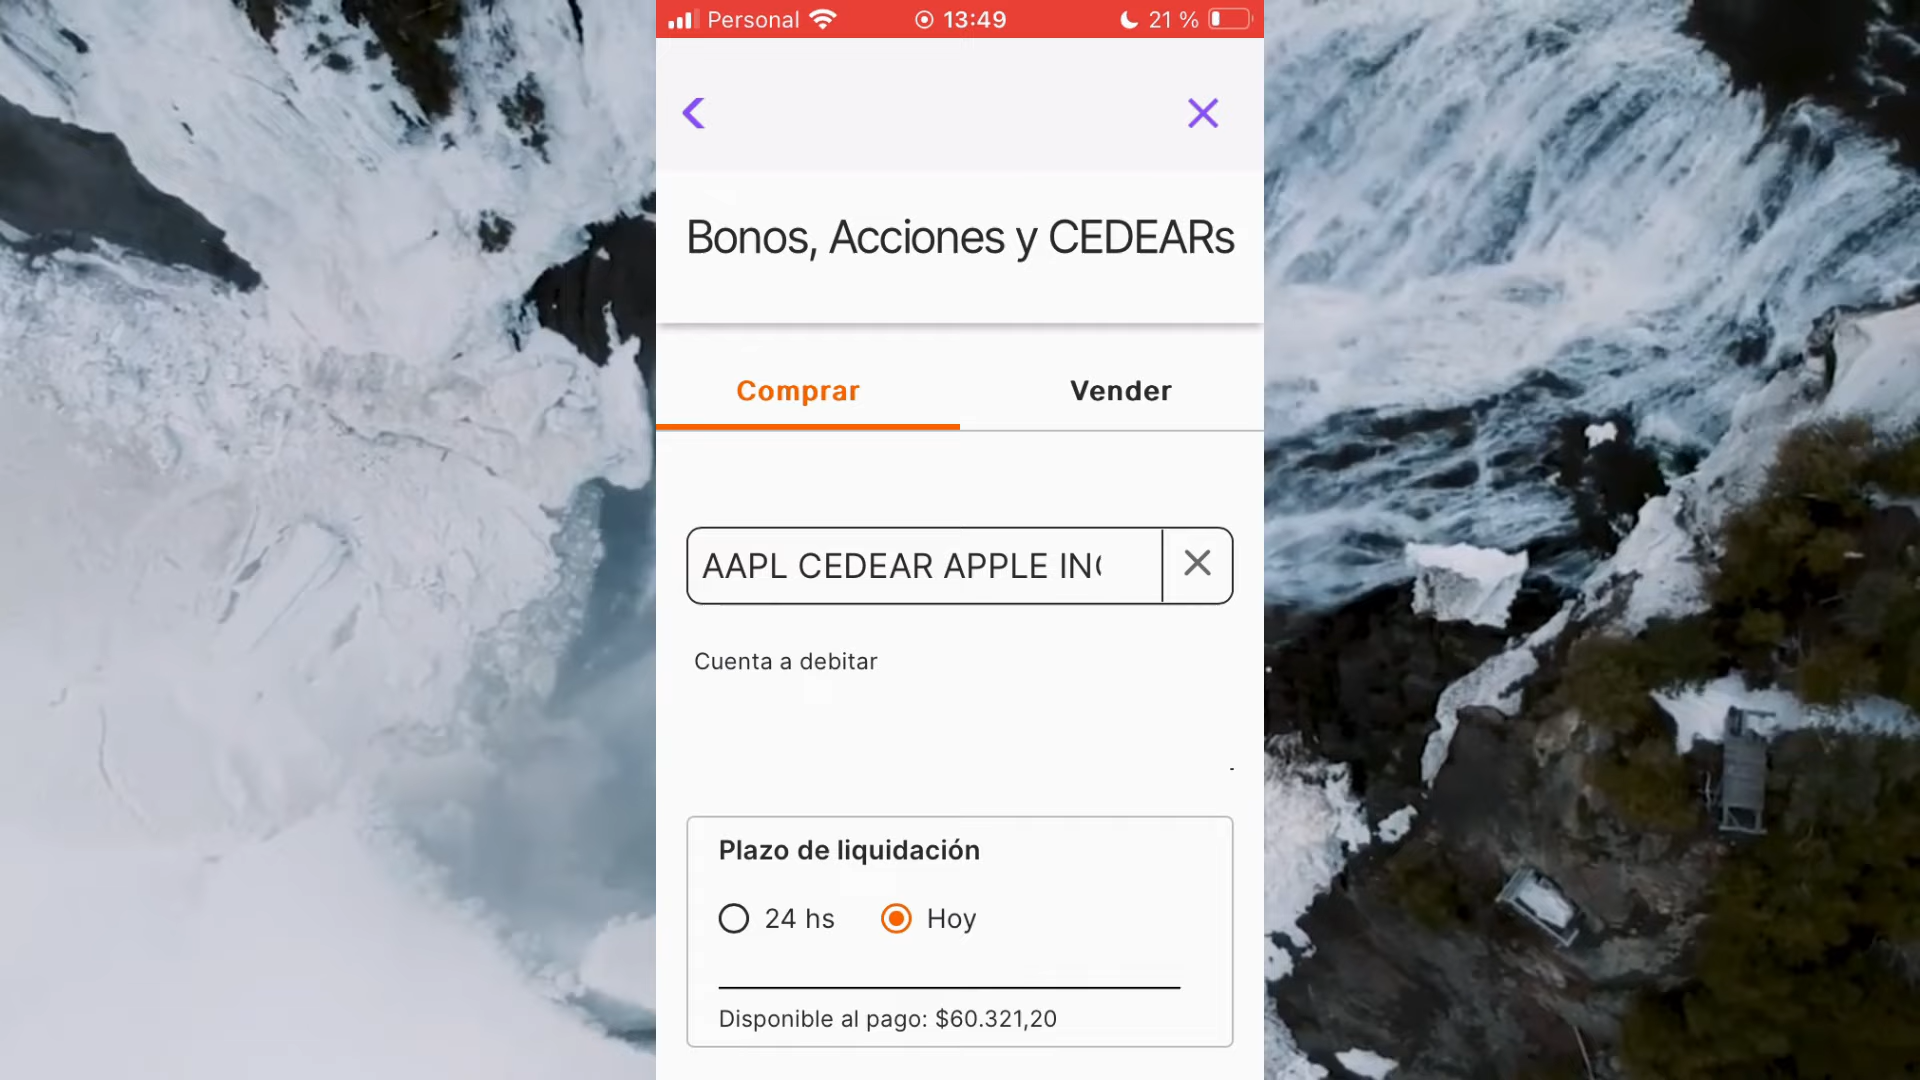 Personal 13:49 21 %
Bonos, Acciones y CEDEARs
Comprar Vender
AAPL CEDEAR APPLE IN
Cuenta a debitar
Plazo de liquidación
24 hs Hoy
Disponible al pago: $60.321,20